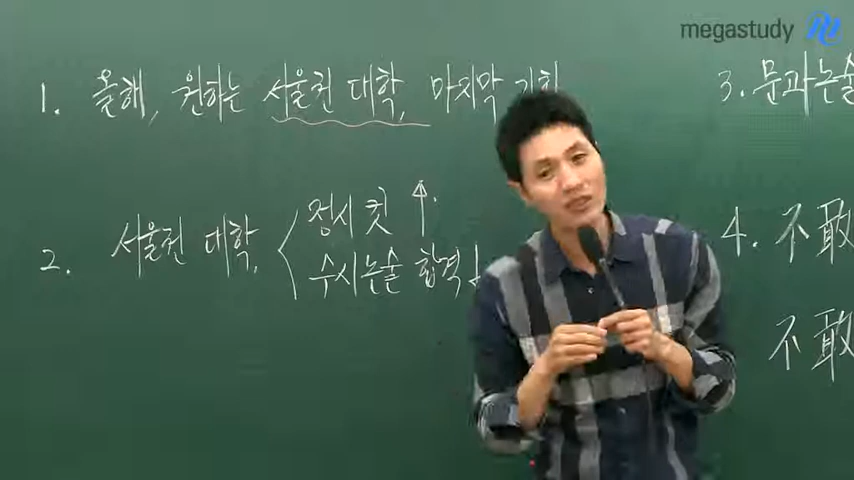 megastudy
1. 올해, 원하는 서울권 대학, 마지막 기회
2. 서울권 대학,
정시 컷 ↑.
수시논술 합격↓
3. 문과논술
4. 不敢
不敢